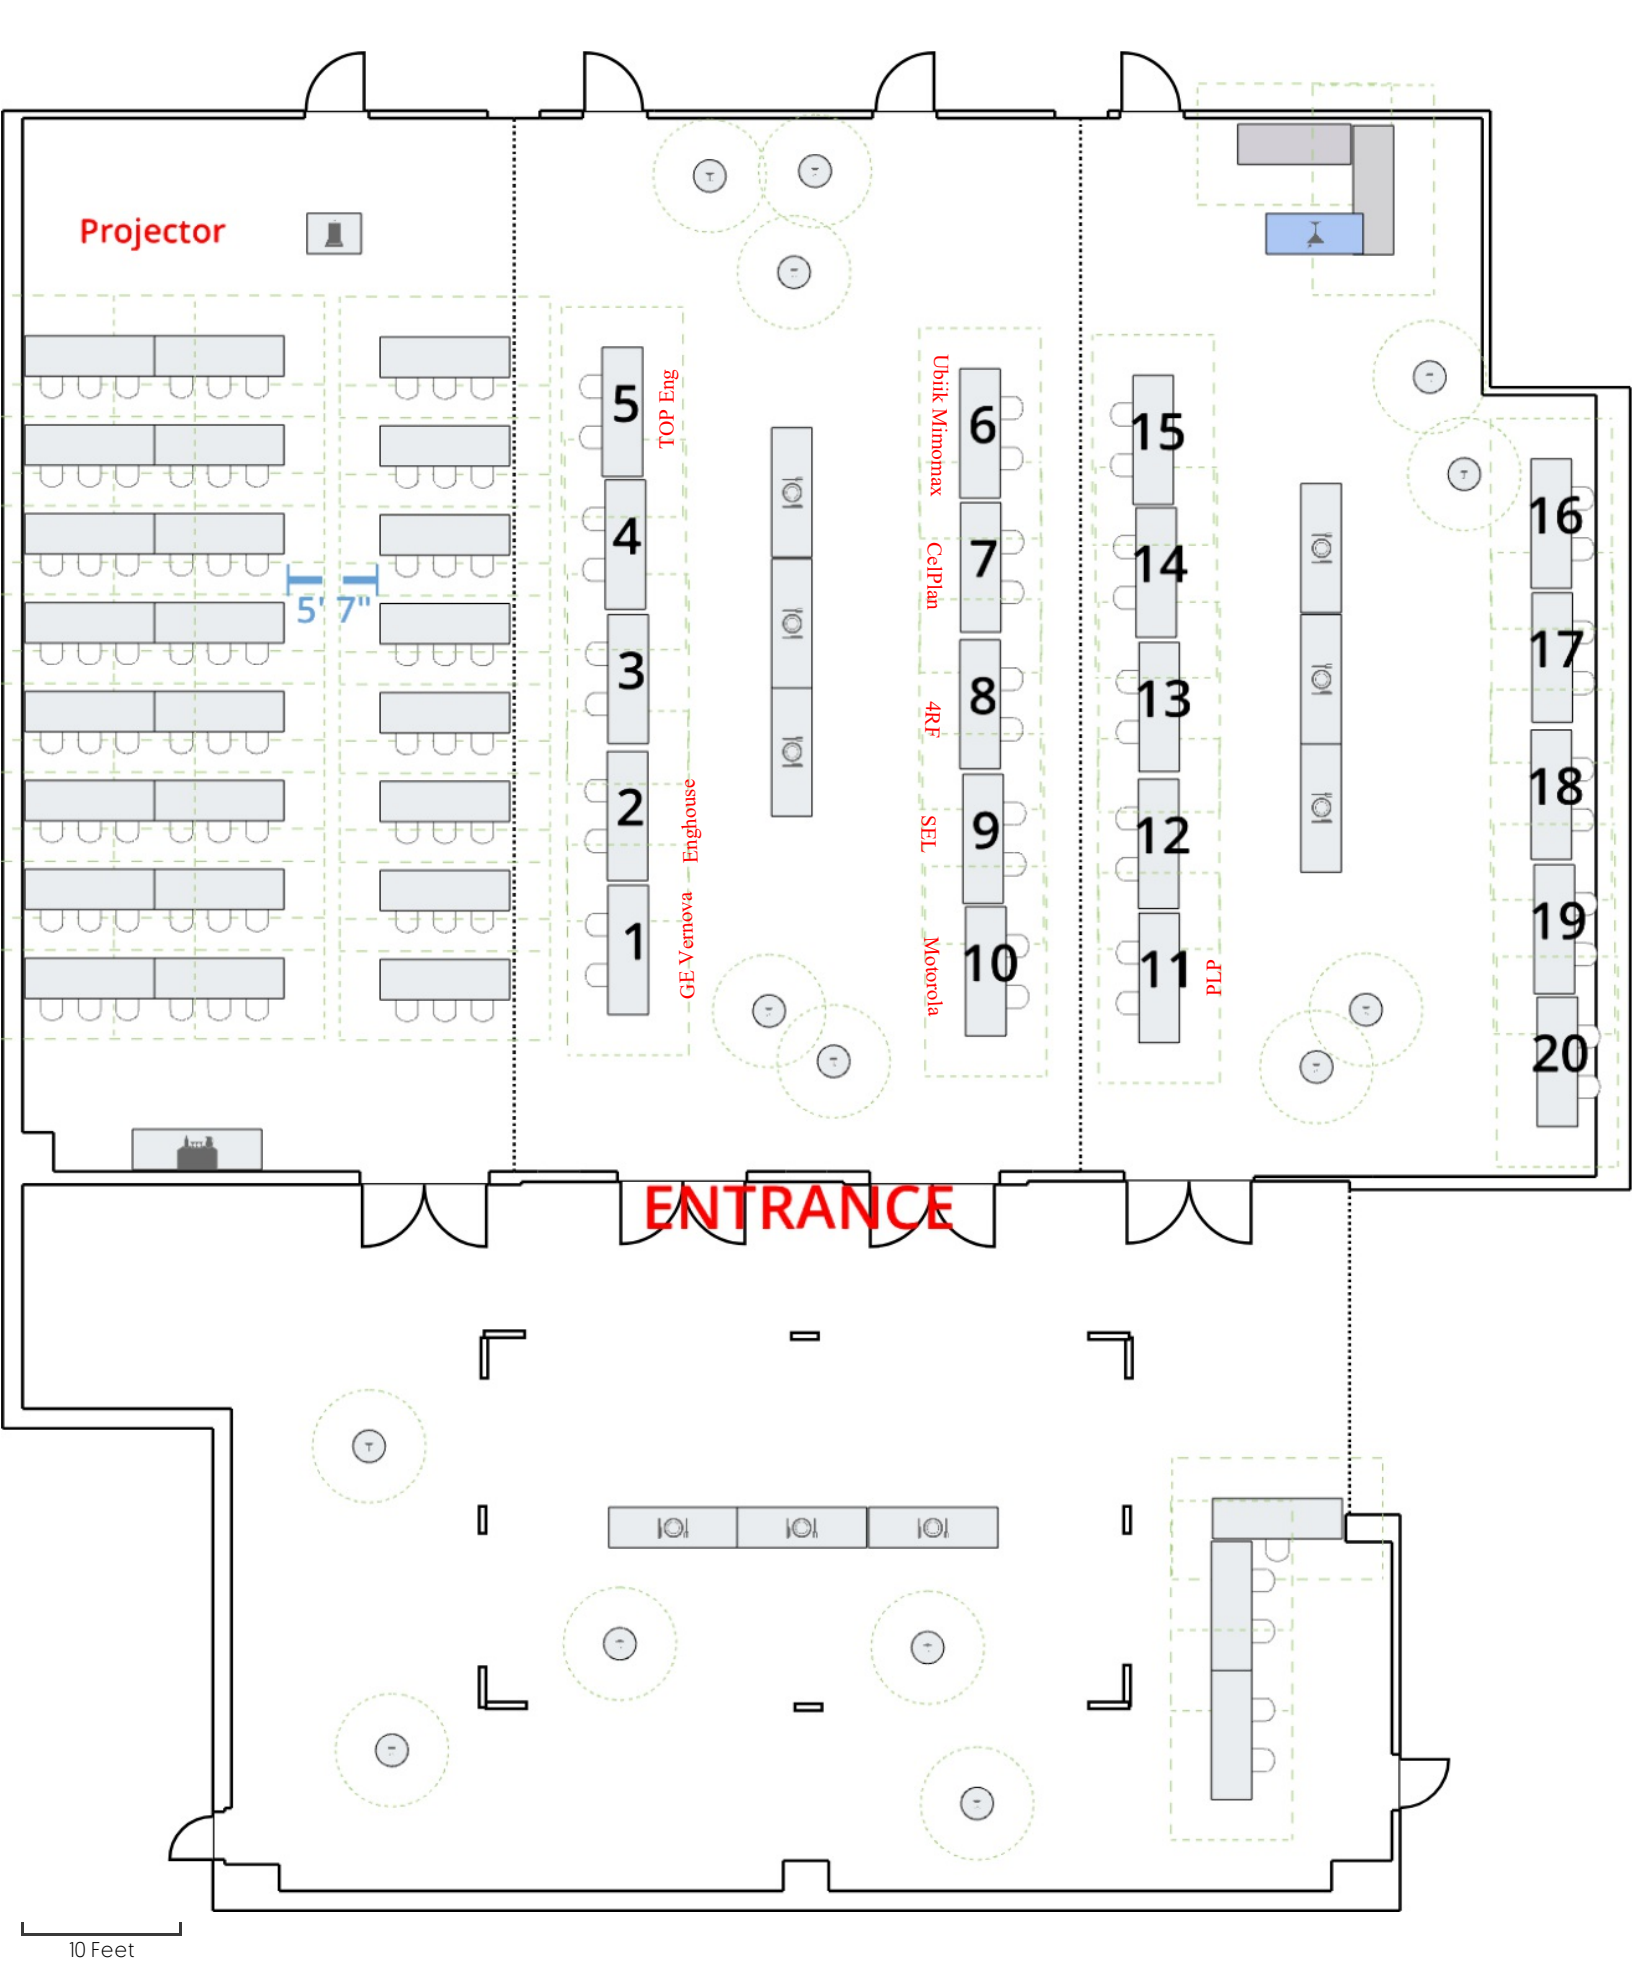 Projector
5
TOP Eng
Ubiik Mimomax
6
15
16
4
CelPlan
7
14
5' 7"
17
3
4RF
8
13
18
2
Enghouse
SEL
9
12
19
1
GE Vernova
Motorola
10
11
PLP
20
ENTRANCE
10 Feet